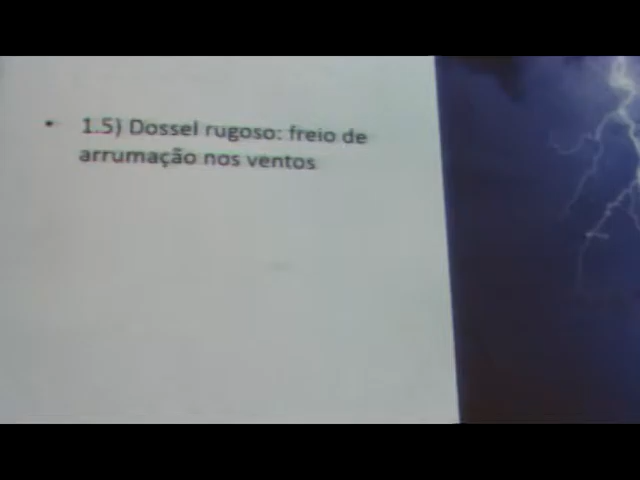 • 1.5) Dossel rugoso: freio de
arrumação nos ventos